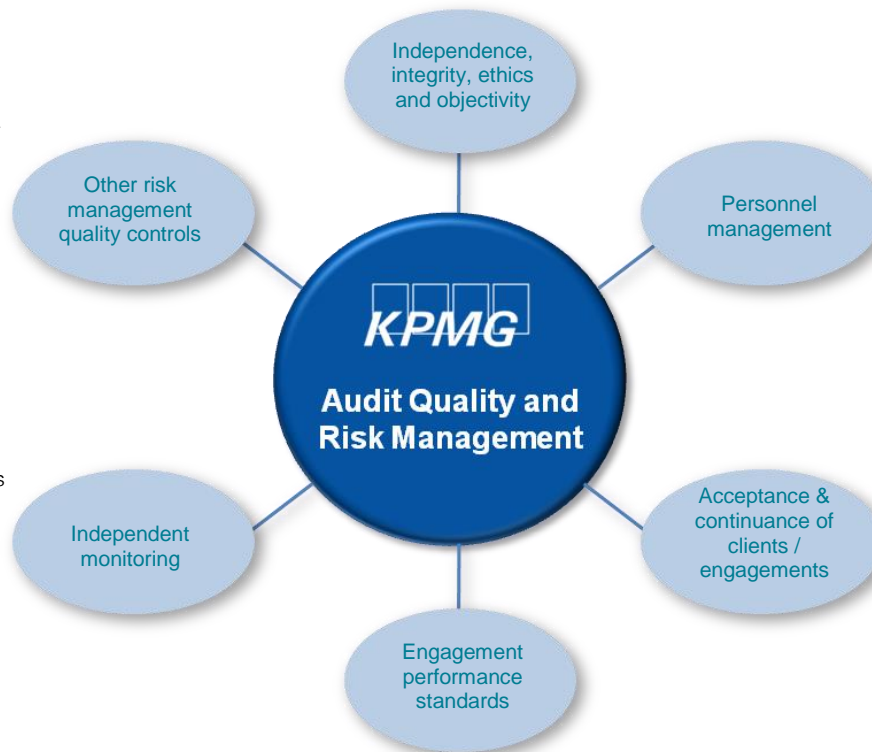 Independence,
integrity, ethics
and objectivity
Other risk
management
quality controls
Personnel
management
KPMG
Audit Quality and
Risk Management
s
Independent
monitoring
Acceptance &
continuance of
clients /
engagements
Engagement
performance
standards